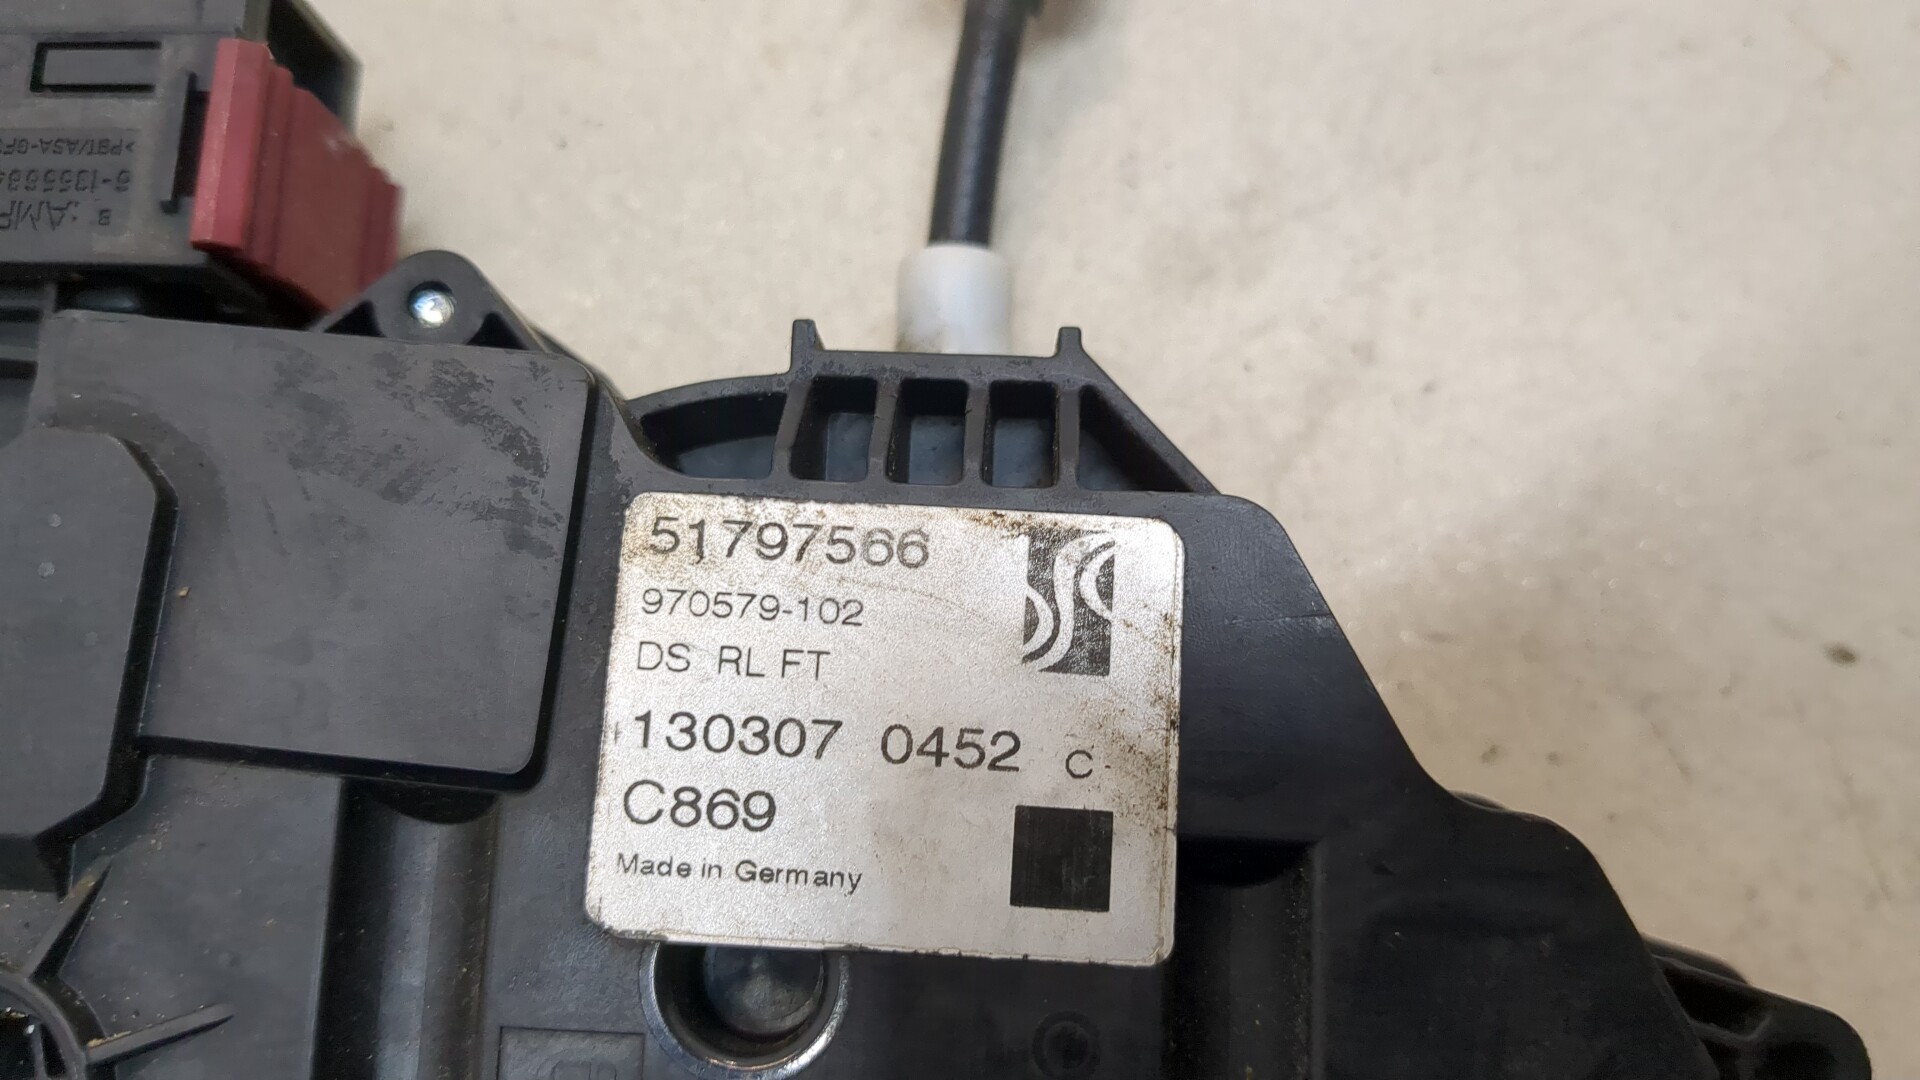 51797566
970579-102
DS RL FT
130307 0452 C
C869
Made in Germany